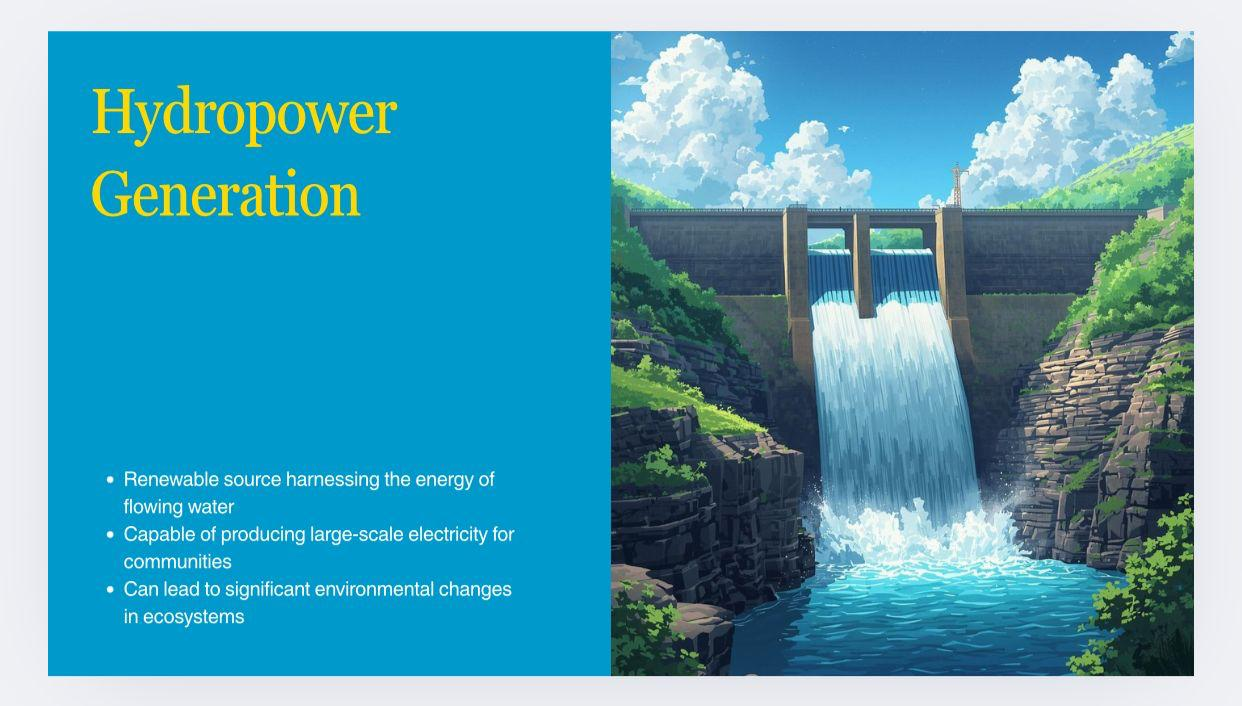 Hydropower
Generation
• Renewable source harnessing the energy of
flowing water
• Capable of producing large-scale electricity for
communities
• Can lead to significant environmental changes
in ecosystems